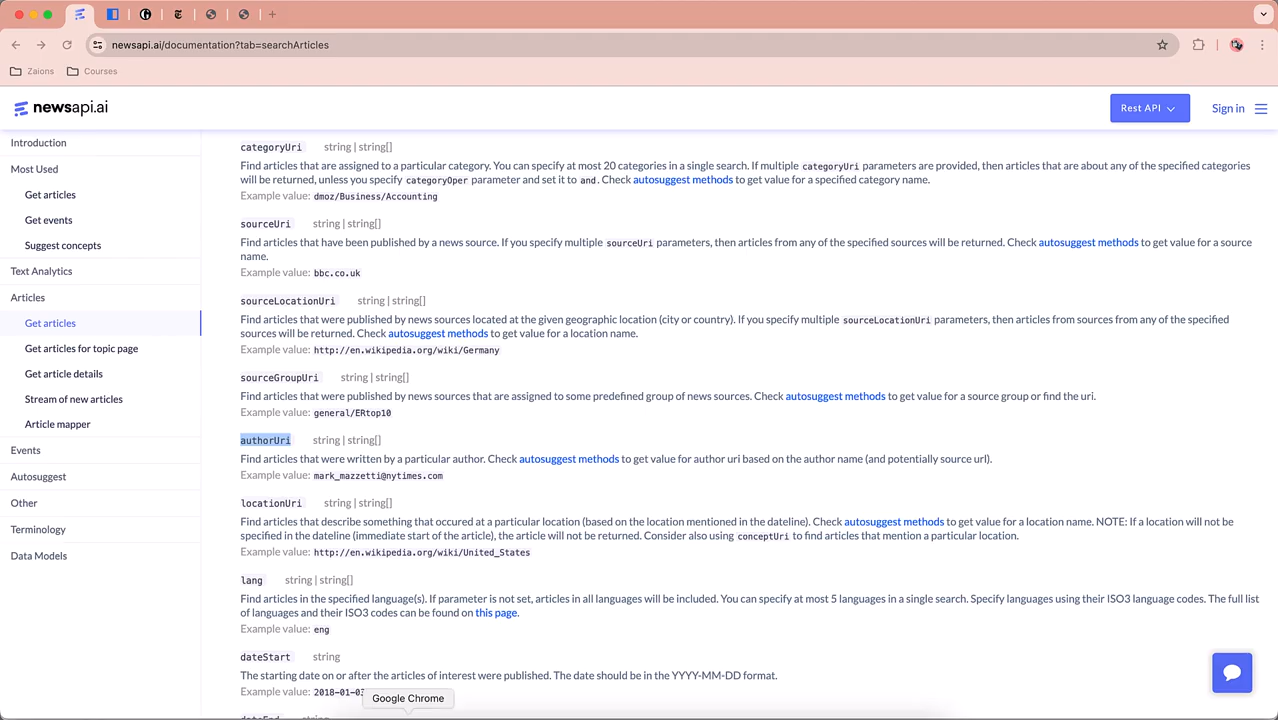 newsapi.ai/documentation?tab=searchArticles
Zaions
Courses
newsapi.ai
Rest API
Sign in
Introduction
Most Used
Get articles
Get events
Suggest concepts
Text Analytics
Articles
Get articles
Get articles for topic page
Get article details
Stream of new articles
Article mapper
Events
Autosuggest
Other
Terminology
Data Models
categoryUri string | string[]
Find articles that are assigned to a particular category. You can specify at most 20 categories in a single search. If multiple categoryUri parameters are provided, then articles that are about any of the specified categories
will be returned, unless you specify categoryOper parameter and set it to and. Check autosuggest methods to get value for a specified category name.
Example value: dmoz/Business/Accounting
sourceUri string | string[]
Find articles that have been published by a news source. If you specify multiple sourceUri parameters, then articles from any of the specified sources will be returned. Check autosuggest methods to get value for a source
name.
Example value: bbc.co.uk
sourceLocationUri string | string[]
Find articles that were published by news sources located at the given geographic location (city or country). If you specify multiple sourceLocationUri parameters, then articles from sources from any of the specified
sources will be returned. Check autosuggest methods to get value for a location name.
Example value: http://en.wikipedia.org/wiki/Germany
sourceGroupUri string | string[]
Find articles that were published by news sources that are assigned to some predefined group of news sources. Check autosuggest methods to get value for a source group or find the uri.
Example value: general/ERtop10
authorUri string | string[]
Find articles that were written by a particular author. Check autosuggest methods to get value for author uri based on the author name (and potentially source url).
Example value: mark_mazzetti@nytimes.com
locationUri string | string[]
Find articles that describe something that occured at a particular location (based on the location mentioned in the dateline). Check autosuggest methods to get value for a location name. NOTE: If a location will not be
specified in the dateline (immediate start of the article), the article will not be returned. Consider also using conceptUri to find articles that mention a particular location.
Example value: http://en.wikipedia.org/wiki/United_States
lang string | string[]
Find articles in the specified language(s). If parameter is not set, articles in all languages will be included. You can specify at most 5 languages in a single search. Specify languages using their ISO3 language codes. The full list
of languages and their ISO3 codes can be found on this page.
Example value: eng
dateStart string
The starting date on or after the articles of interest were published. The date should be in the YYYY-MM-DD format.
Example value: 2018-01-03
Google Chrome
dateEnd string